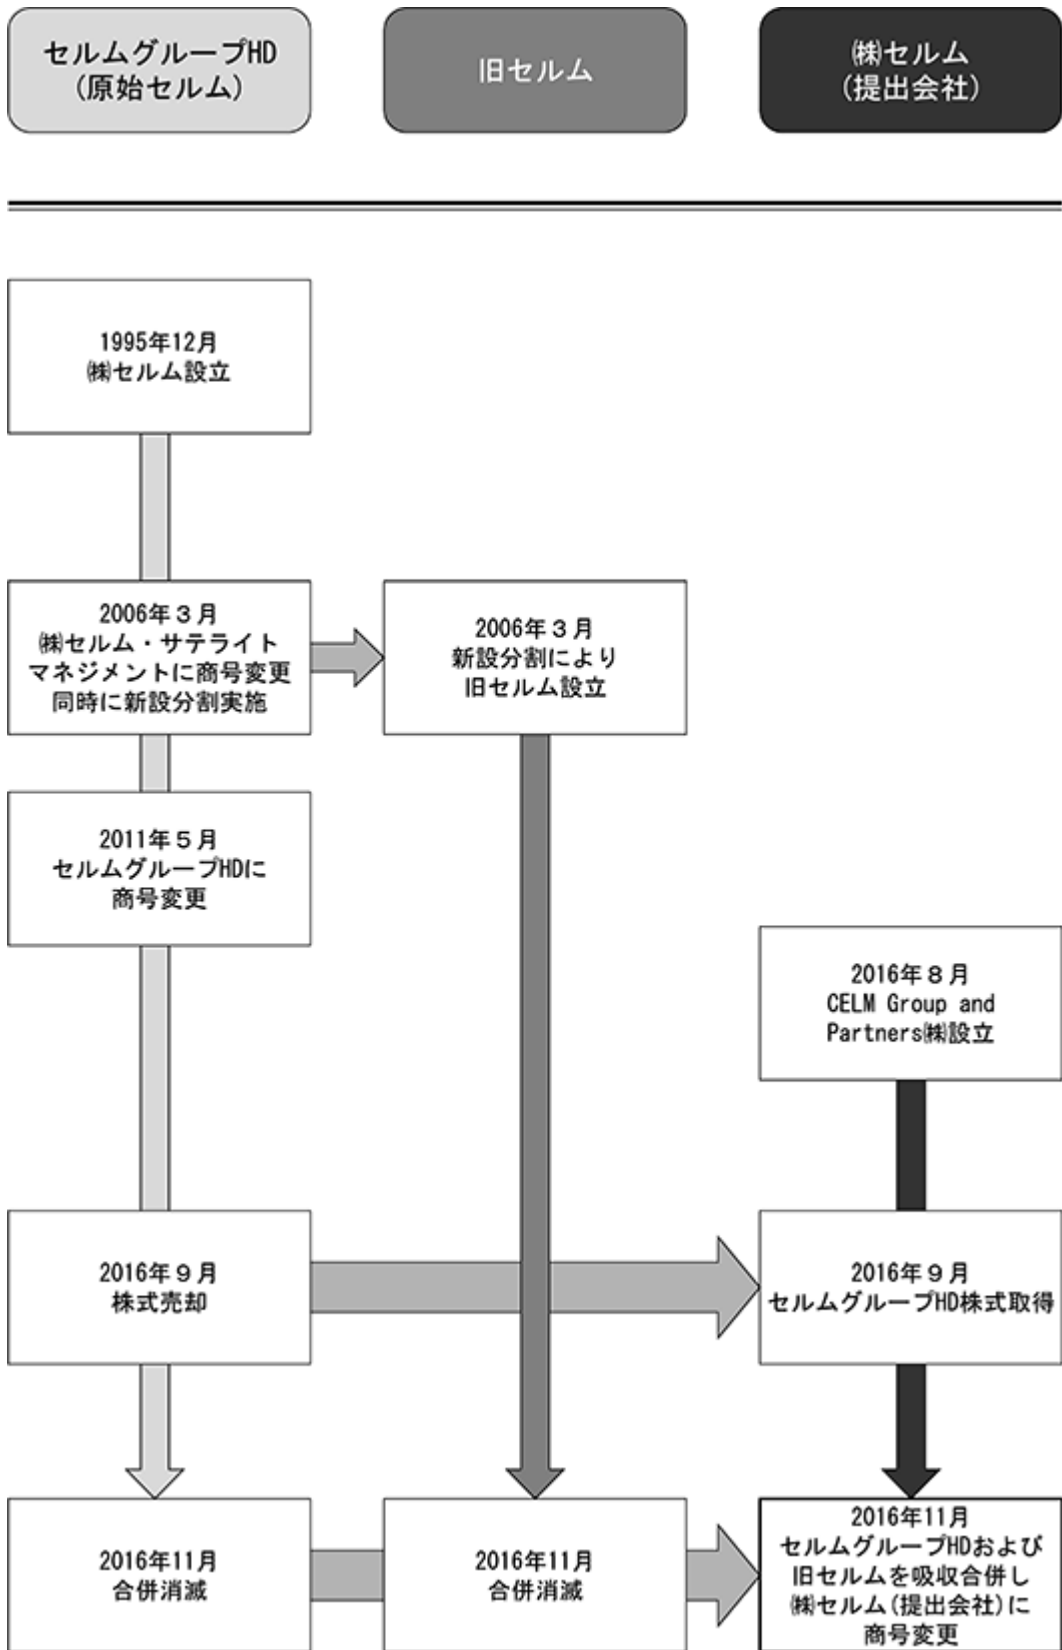 セルムグループHD
(原始セルム)
旧セルム
㈱セルム
(提出会社)
1995年12月
㈱セルム設立
2006年３月
㈱セルム・サテライト
マネジメントに商号変更
同時に新設分割実施
2006年３月
新設分割により
旧セルム設立
2011年５月
セルムグループHDに
商号変更
2016年８月
CELM Group and
Partners㈱設立
2016年９月
株式売却
2016年９月
セルムグループHD株式取得
2016年11月
合併消滅
2016年11月
合併消滅
2016年11月
セルムグループHDおよび
旧セルムを吸収合併し
㈱セルム(提出会社)に
商号変更